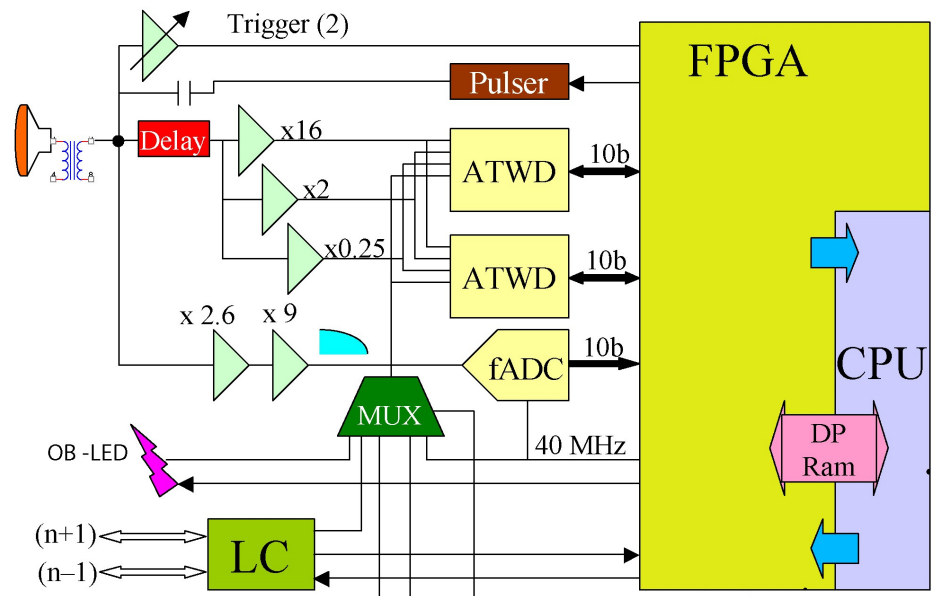 Trigger (2)
FPGA
Pulser
Delay
x16
ATWD
10b
x2
x0.25
ATWD
10b
x 2.6
x 9
fADC
10b
CPU
MUX
OB -LED
40 MHz
DP
Ram
(n+1)
LC
(n–1)